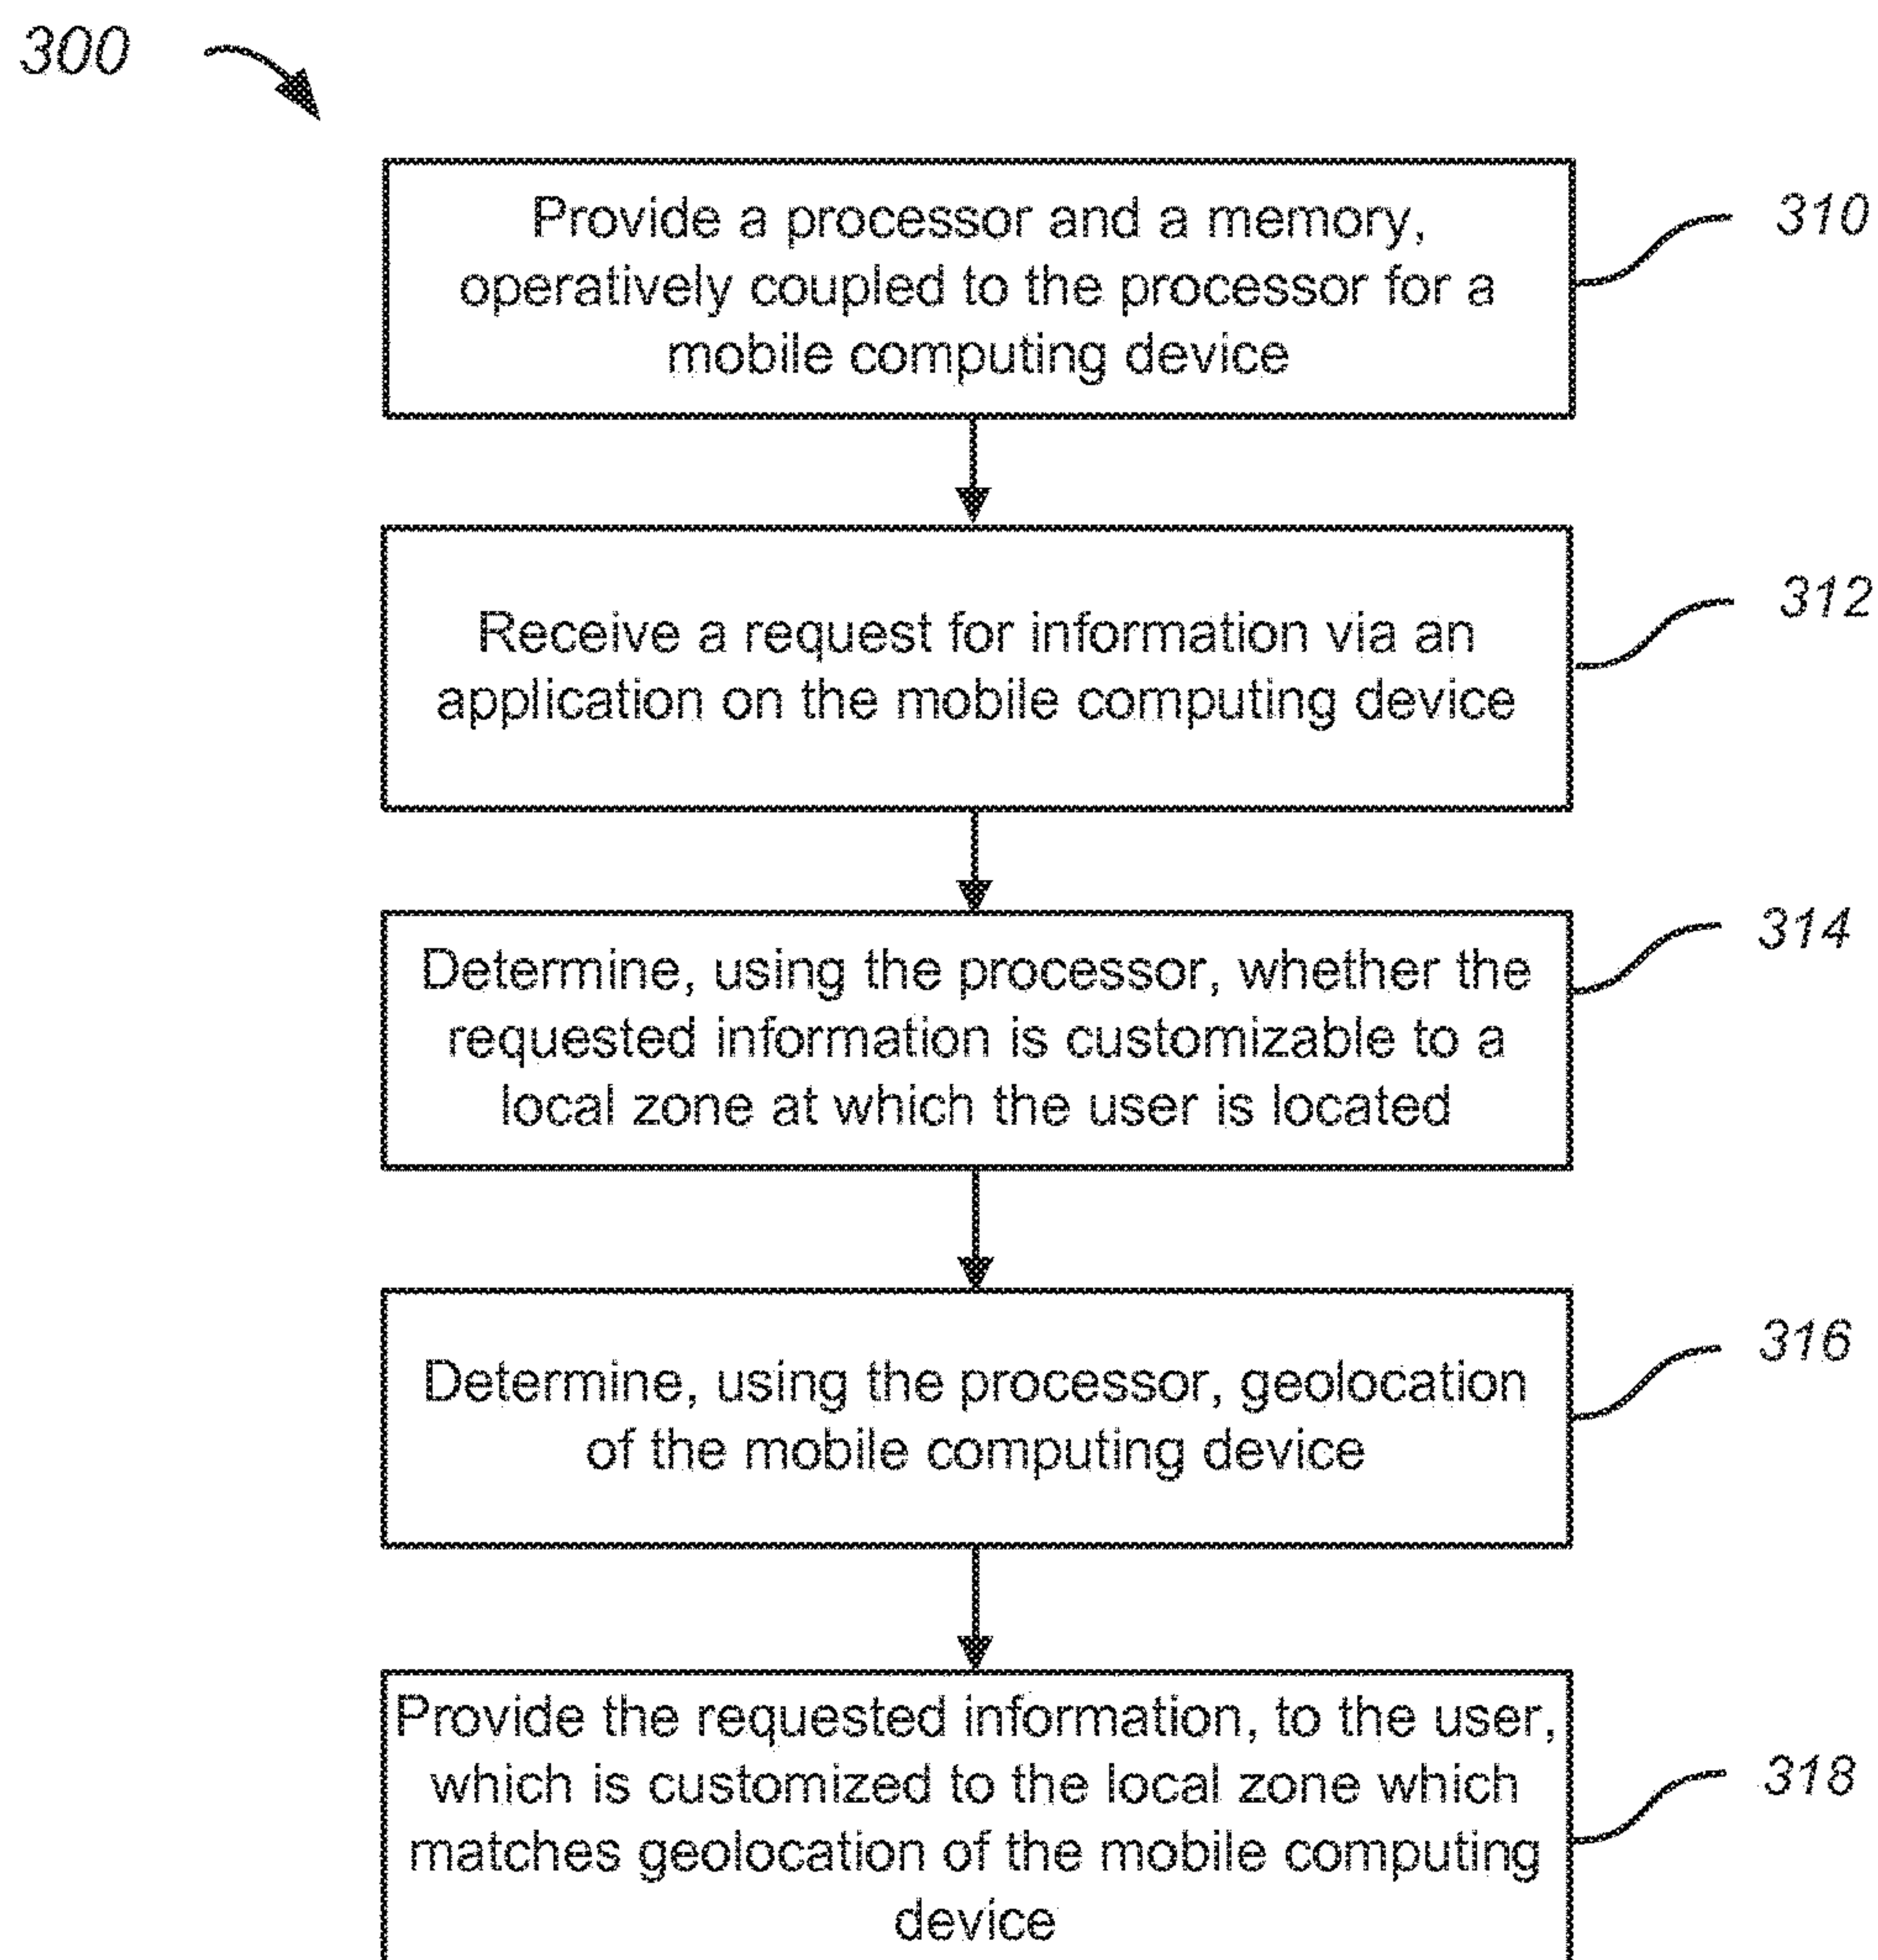 300
Provide a processor and a memory,
operatively coupled to the processor for a
mobile computing device
310
Receive a request for information via an
application on the mobile computing device
312
Determine, using the processor, whether the
requested information is customizable to a
local zone at which the user is located
314
Determine, using the processor, geolocation
of the mobile computing device
316
Provide the requested information, to the user,
which is customized to the local zone which
matches geolocation of the mobile computing
device
318